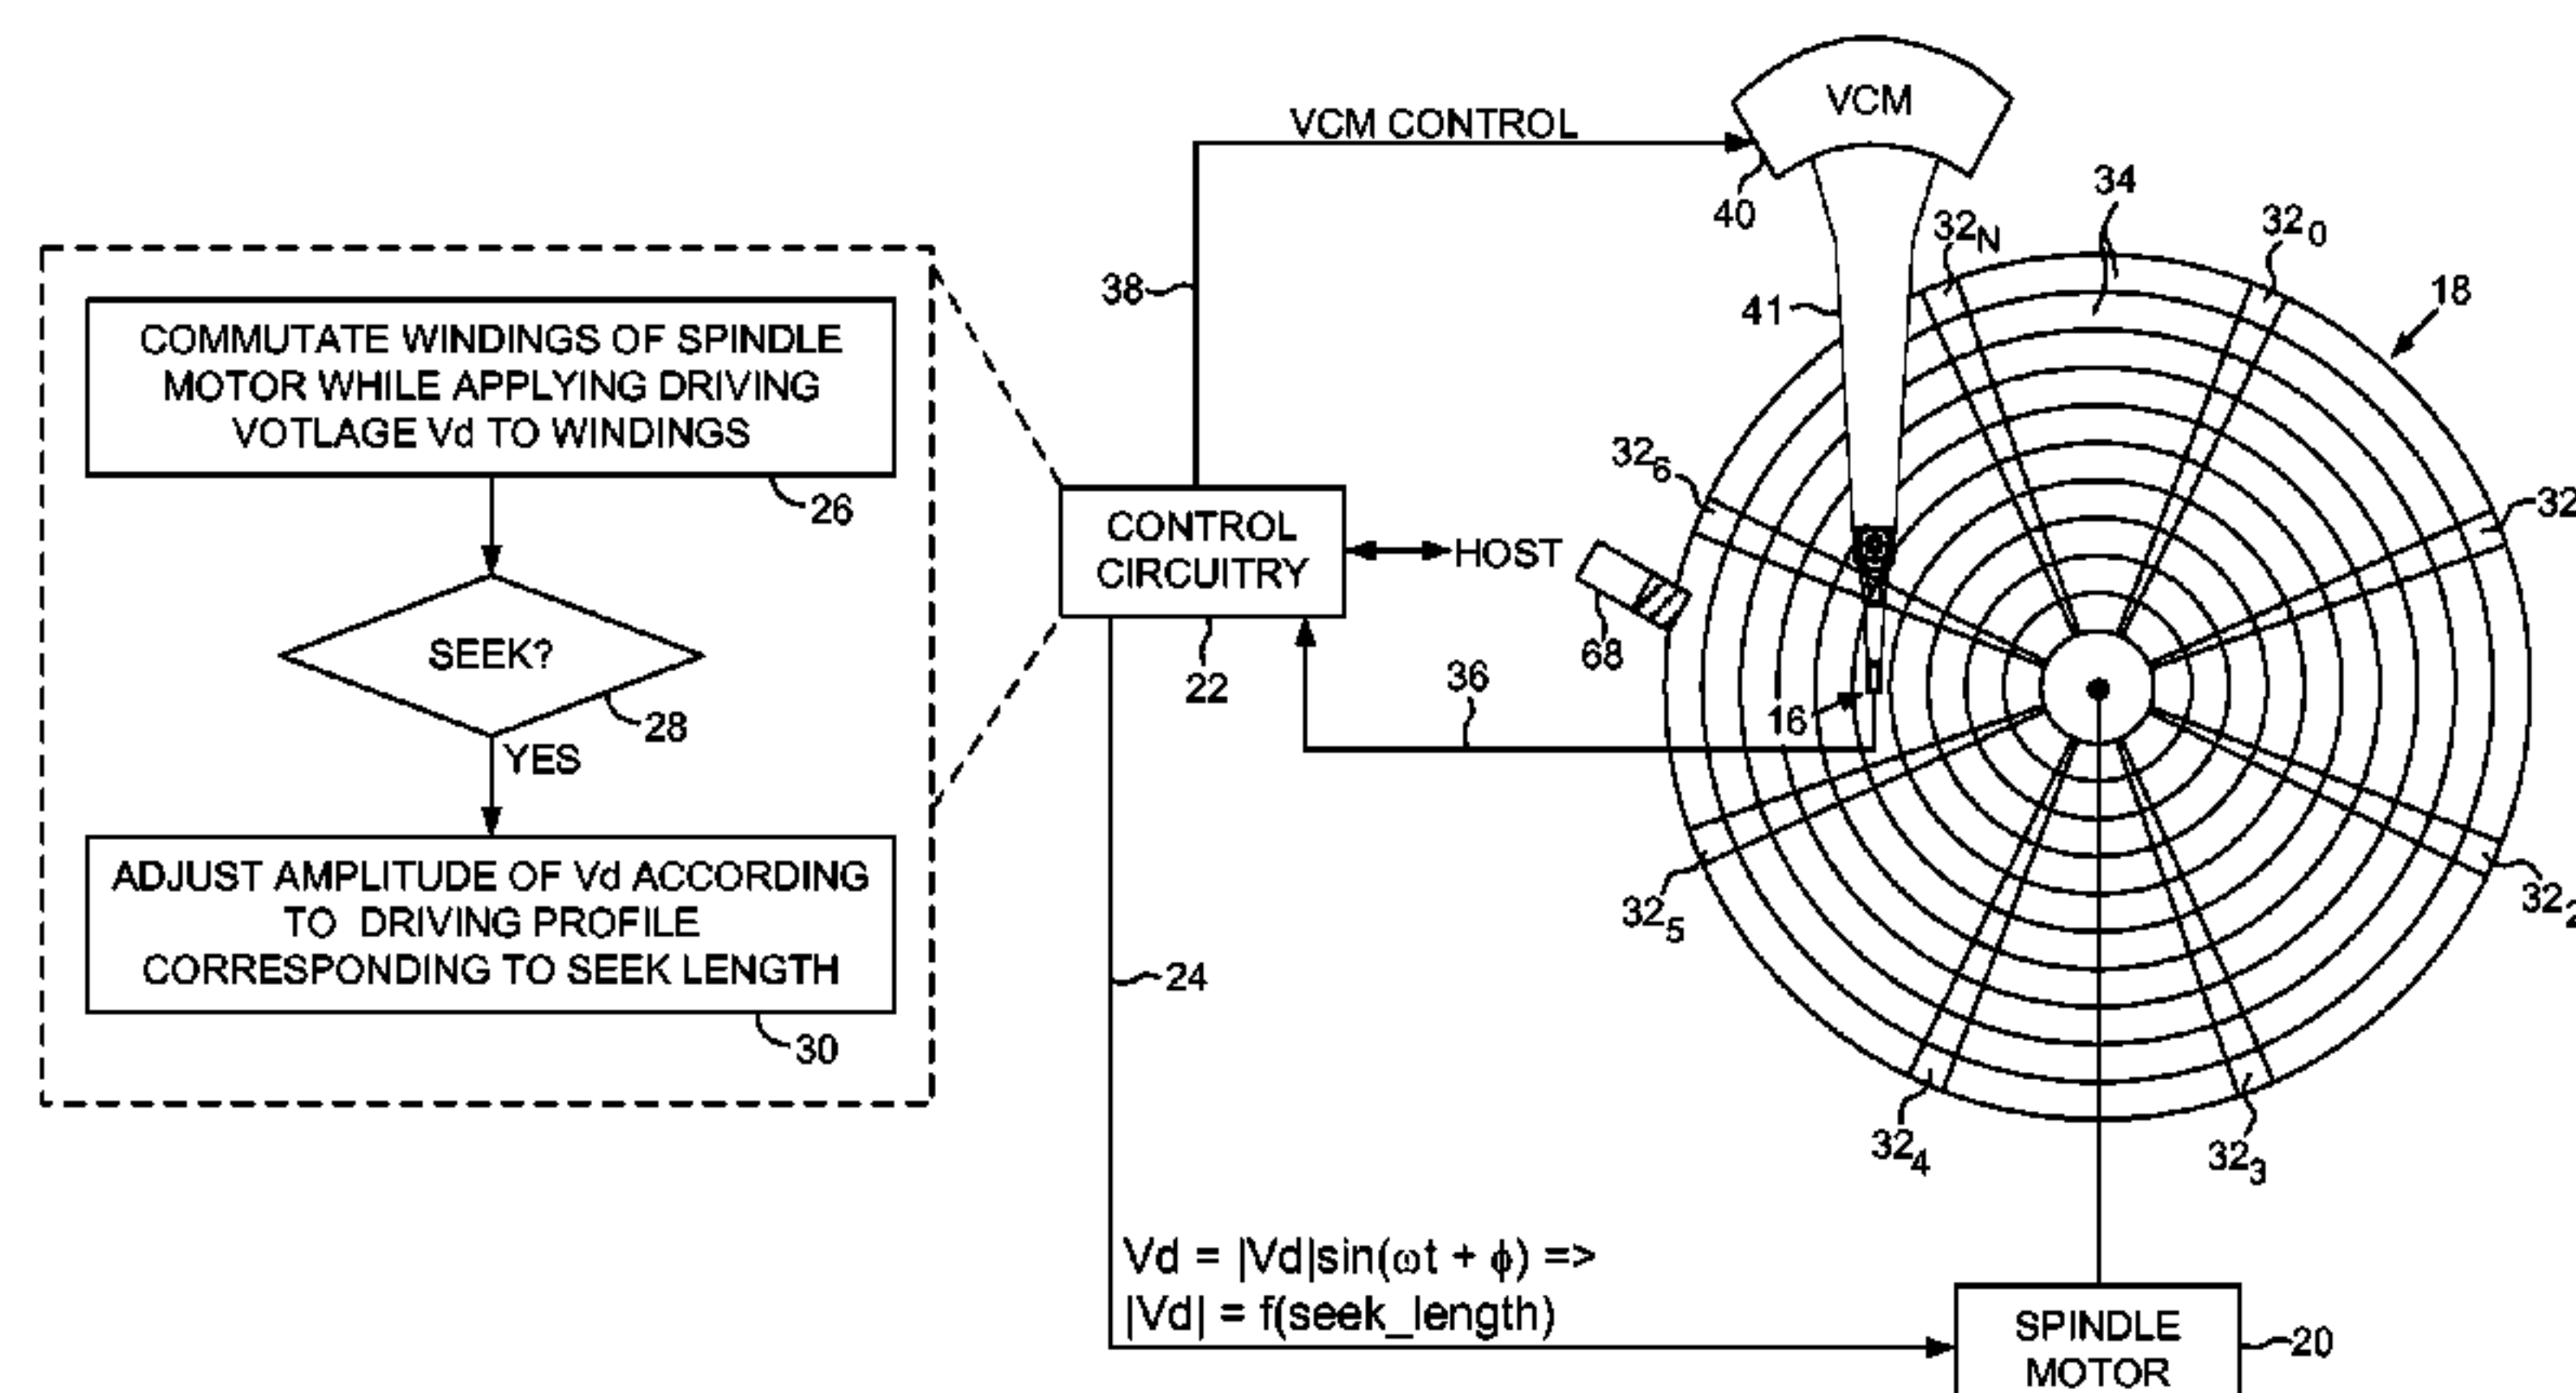 COMMUTATE WINDINGS OF SPINDLE
MOTOR WHILE APPLYING DRIVING
VOTLAGE Vd TO WINDINGS
26
SEEK?
28
YES
ADJUST AMPLITUDE OF Vd ACCORDING
TO DRIVING PROFILE
CORRESPONDING TO SEEK LENGTH
30
VCM CONTROL
38
CONTROL
CIRCUITRY
22
HOST
36
24
Vd = |Vd|sin(ωt + ϕ) =>
|Vd| = f(seek_length)
VCM
40
41
34
32N
320
18
32
326
68
16
325
322
324
323
SPINDLE
MOTOR
20